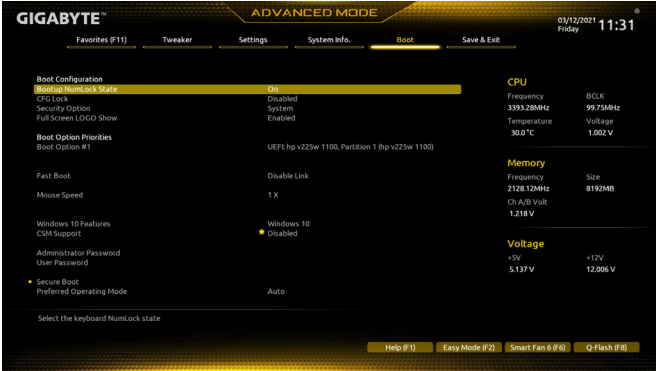 GIGABYTE™
ADVANCED MODE
03/12/2021 Friday 11:31
Favorites (F11) Tweaker Settings System Info. Boot Save & Exit
Boot Configuration
Bootup NumLock State On
CFG Lock Disabled
Security Option System
Full Screen LOGO Show Enabled
Boot Option Priorities
Boot Option #1 UEFI: hp v225w 1100, Partition 1 (hp v225w 1100)
Fast Boot Disable Link
Mouse Speed 1 X
Windows 10 Features Windows 10
CSM Support Disabled
Administrator Password
User Password
Secure Boot
Preferred Operating Mode Auto
Select the keyboard NumLock state
CPU
Frequency BCLK
3393.28MHz 99.75MHz
Temperature Voltage
30.0 °C 1.002 V
Memory
Frequency Size
2128.12MHz 8192MB
Ch A/B Volt
1.218 V
Voltage
+5V +12V
5.137 V 12.006 V
Help (F1) Easy Mode (F2) Smart Fan 6 (F6) Q-Flash (F8)